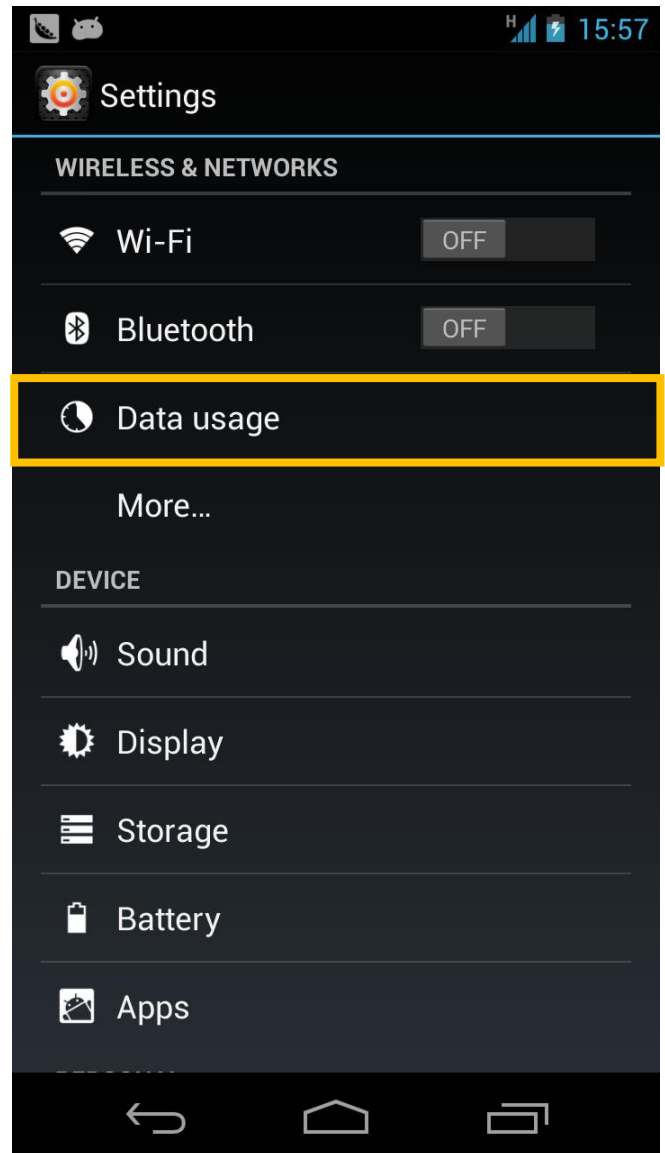 H 15:57
Settings
WIRELESS & NETWORKS
Wi-Fi OFF
Bluetooth OFF
Data usage
More...
DEVICE
Sound
Display
Storage
Battery
Apps